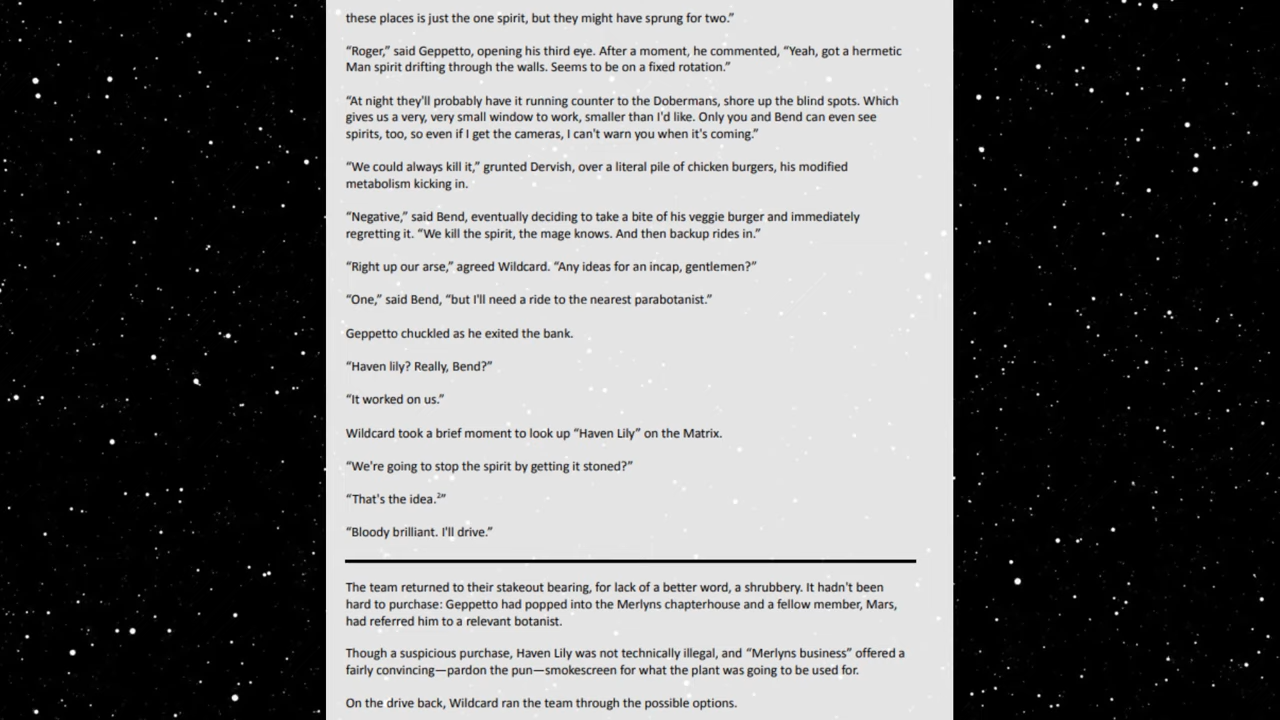 these places is just the one spirit, but they might have sprung for two.”
“Roger,” said Geppetto, opening his third eye. After a moment, he commented, “Yeah, got a hermetic
Man spirit drifting through the walls. Seems to be on a fixed rotation.”
“At night they'll probably have it running counter to the Dobermans, shore up the blind spots. Which
gives us a very, very small window to work, smaller than I'd like. Only you and Bend can even see
spirits, too, so even if I get the cameras, I can't warn you when it's coming.”
“We could always kill it,” grunted Dervish, over a literal pile of chicken burgers, his modified
metabolism kicking in.
“Negative,” said Bend, eventually deciding to take a bite of his veggie burger and immediately
regretting it. “We kill the spirit, the mage knows. And then backup rides in.”
“Right up our arse,” agreed Wildcard. “Any ideas for an incap, gentlemen?”
“One,” said Bend, “but I'll need a ride to the nearest parabotanist.”
Geppetto chuckled as he exited the bank.
“Haven lily? Really, Bend?”
“It worked on us.”
Wildcard took a brief moment to look up “Haven Lily” on the Matrix.
“We're going to stop the spirit by getting it stoned?”
“That's the idea.²”
“Bloody brilliant. I'll drive.”
The team returned to their stakeout bearing, for lack of a better word, a shrubbery. It hadn't been
hard to purchase: Geppetto had popped into the Merlyns chapterhouse and a fellow member, Mars,
had referred him to a relevant botanist.
Though a suspicious purchase, Haven Lily was not technically illegal, and “Merlyns business” offered a
fairly convincing—pardon the pun—smokescreen for what the plant was going to be used for.
On the drive back, Wildcard ran the team through the possible options.